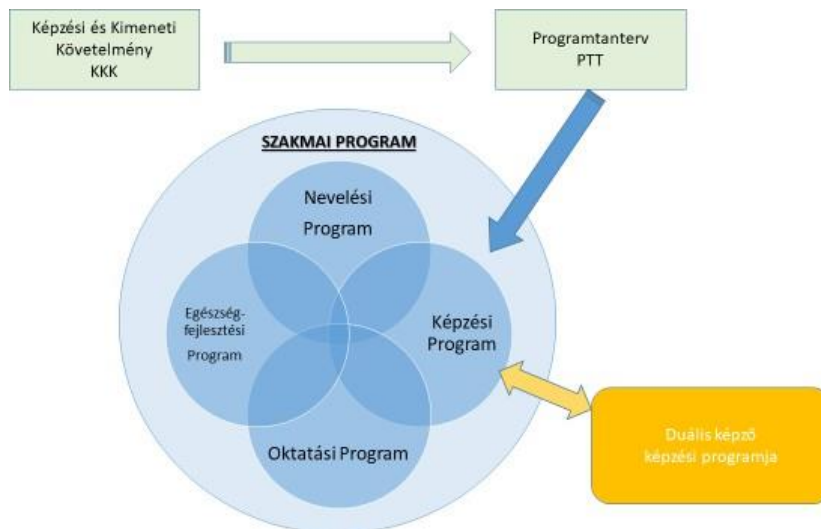 Képzési és Kimeneti
Követelmény
KKK
Programtanterv
PTT
SZAKMAI PROGRAM
Nevelési
Program
Egészség-
fejlesztési
Program
Képzési
Program
Oktatási Program
Duális képző
képzési programja